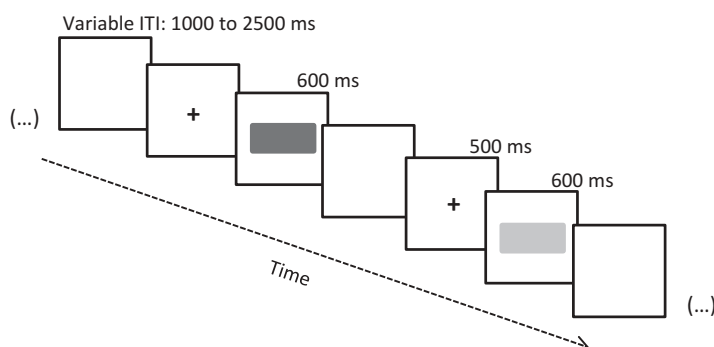 Variable ITI: 1000 to 2500 ms
600 ms
(...)
+
500 ms
600 ms
+
Time
(...)